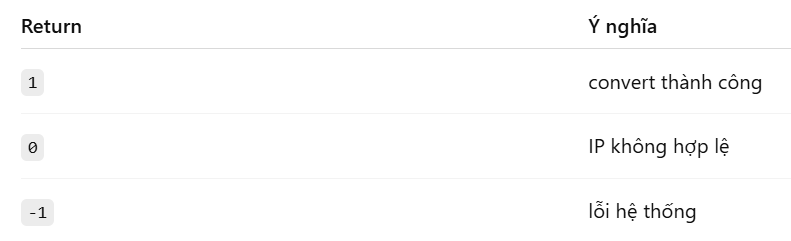 Return Ý nghĩa
1 convert thành công
0 IP không hợp lệ
-1 lỗi hệ thống